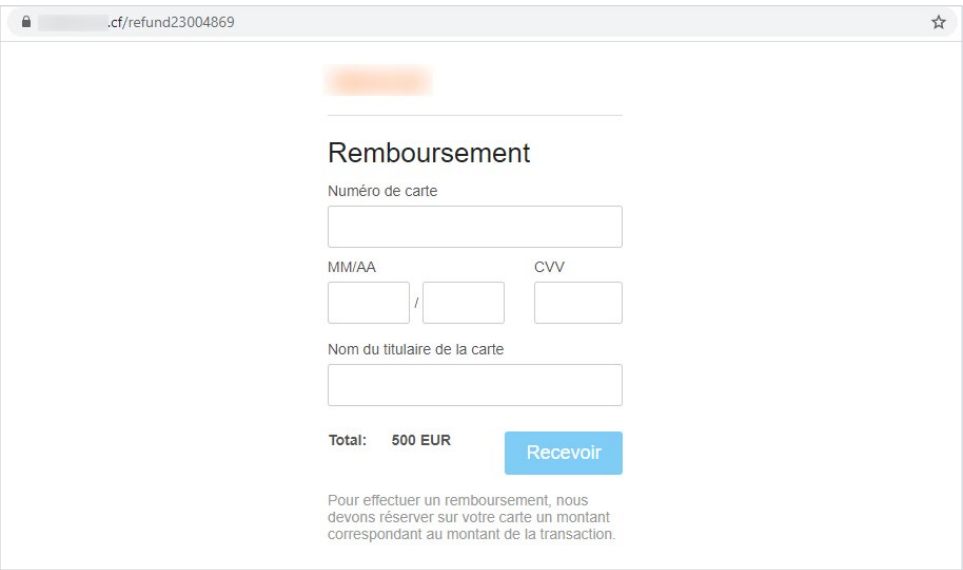 .cf/refund23004869
Remboursement
Numéro de carte
MM/AA CVV
/
Nom du titulaire de la carte
Total: 500 EUR Recevoir
Pour effectuer un remboursement, nous
devons réserver sur votre carte un montant
correspondant au montant de la transaction.